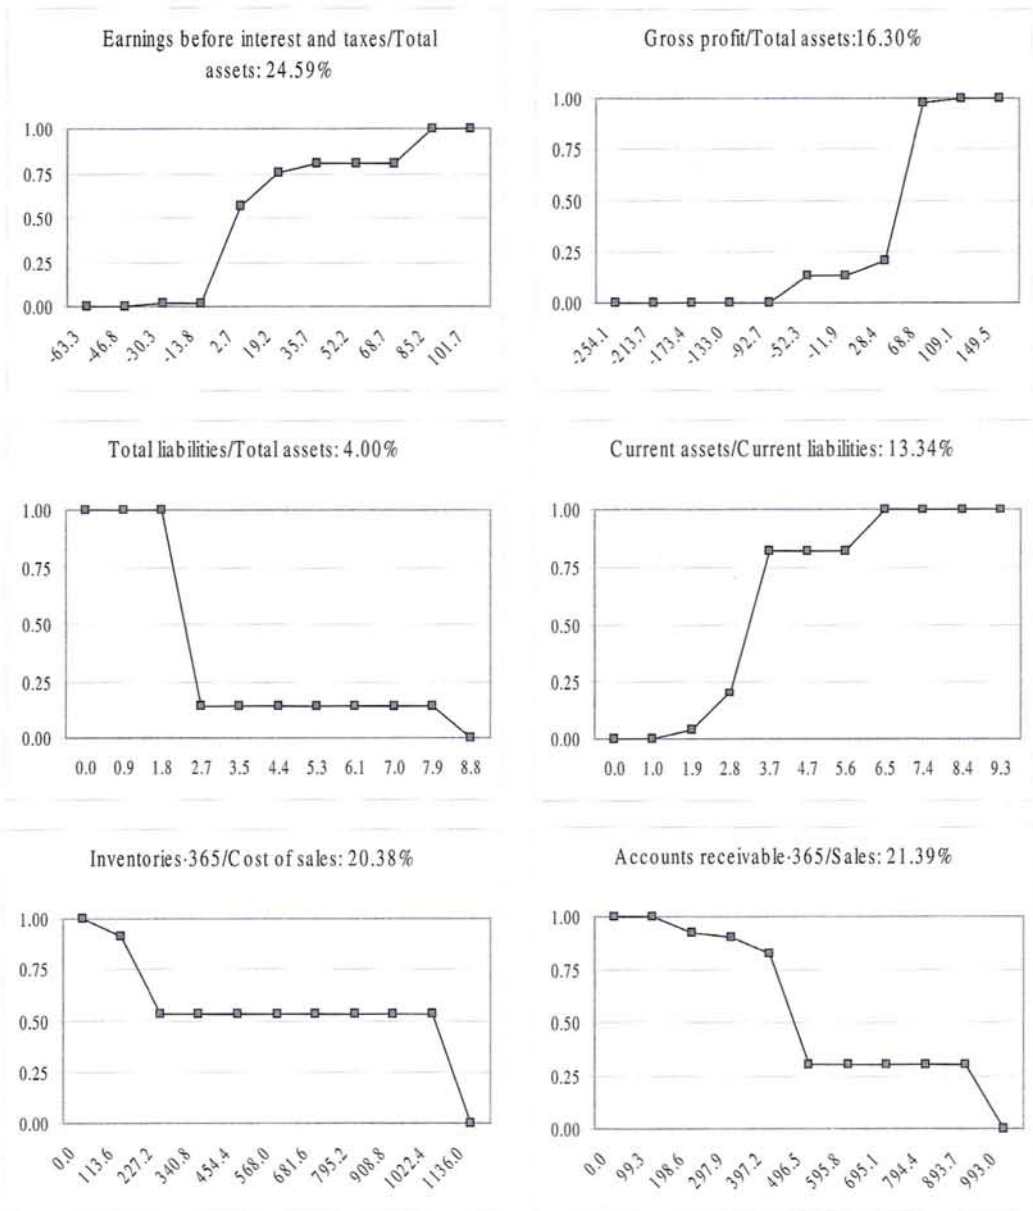 Earnings before interest and taxes/Total
assets: 24.59%
1.00
0.75
0.50
0.25
0.00
-63.3 -46.8 -30.3 -13.8 2.7 19.2 35.7 52.2 68.7 85.2 101.7
Gross profit/Total assets:16.30%
1.00
0.75
0.50
0.25
0.00
-254.1 -213.7 -173.4 -133.0 -92.7 -52.3 -11.9 28.4 68.8 109.1 149.5
Total liabilities/Total assets: 4.00%
1.00
0.75
0.50
0.25
0.00
0.0 0.9 1.8 2.7 3.5 4.4 5.3 6.1 7.0 7.9 8.8
Current assets/Current liabilities: 13.34%
1.00
0.75
0.50
0.25
0.00
0.0 1.0 1.9 2.8 3.7 4.7 5.6 6.5 7.4 8.4 9.3
Inventories·365/Cost of sales: 20.38%
1.00
0.75
0.50
0.25
0.00
0.0 113.6 227.2 340.8 454.4 568.0 681.6 795.2 908.8 1022.4 1136.0
Accounts receivable·365/Sales: 21.39%
1.00
0.75
0.50
0.25
0.00
0.0 99.3 198.6 297.9 397.2 496.5 595.8 695.1 794.4 893.7 993.0